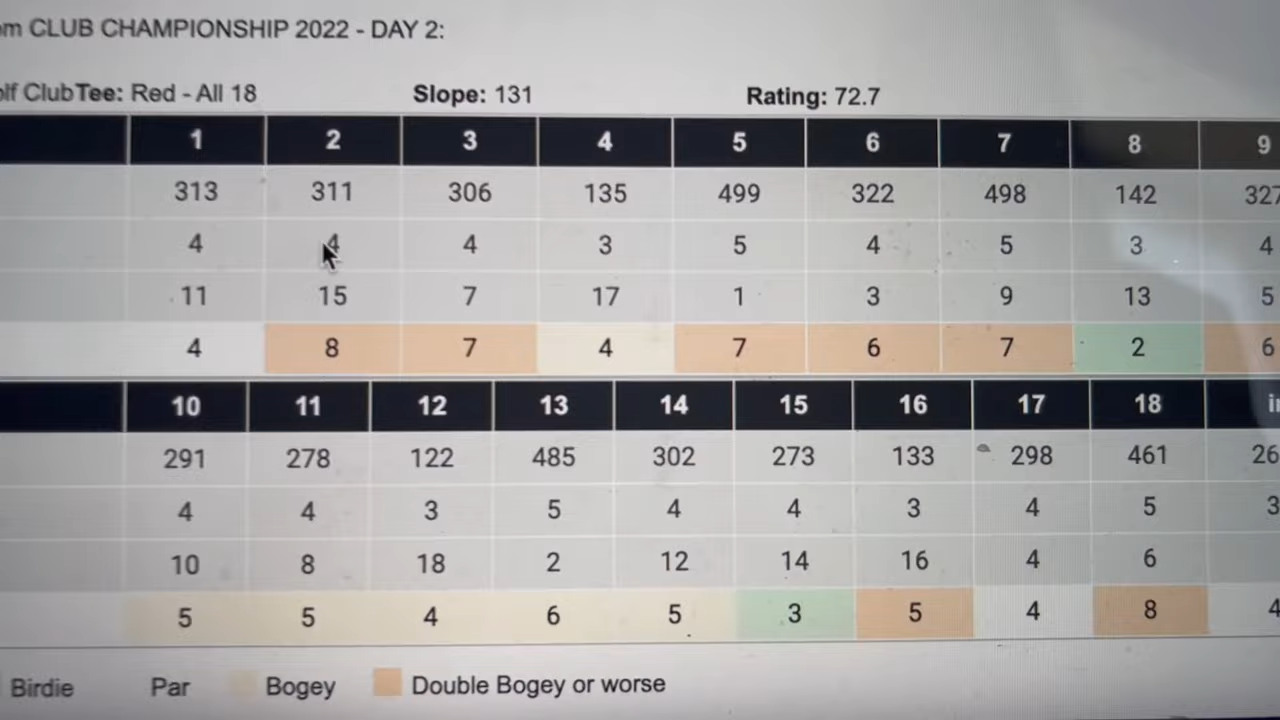 CLUB CHAMPIONSHIP 2022 - DAY 2:
Club Tee: Red - All 18 Slope: 131 Rating: 72.7
1 2 3 4 5 6 7 8 9
313 311 306 135 499 322 498 142 327
4 4 4 3 5 4 5 3 4
11 15 7 17 1 3 9 13 5
4 8 7 4 7 6 7 2 6
10 11 12 13 14 15 16 17 18
291 278 122 485 302 273 133 298 461 26
4 4 3 5 4 4 3 4 5 3
10 8 18 2 12 14 16 4 6
5 5 4 6 5 3 5 4 8 4
Birdie Par Bogey Double Bogey or worse